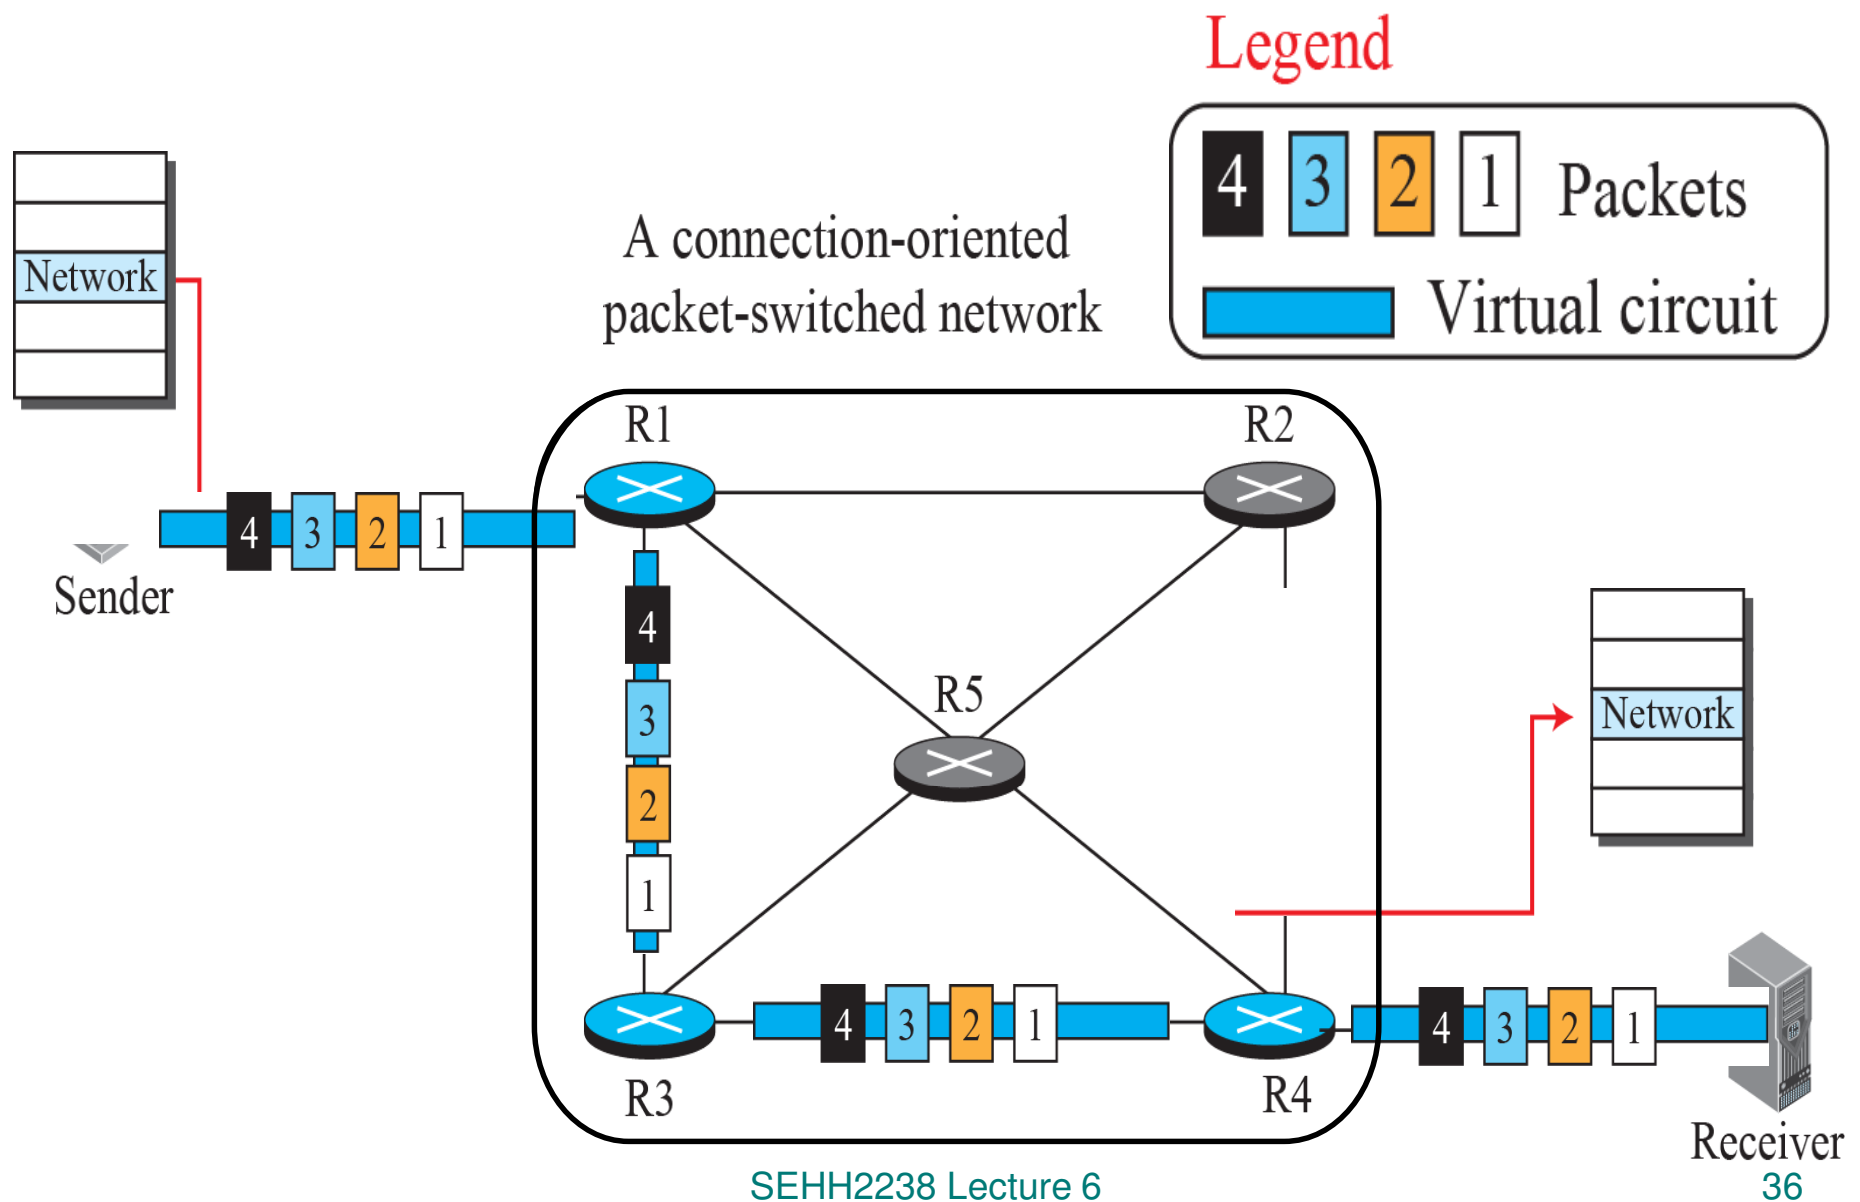 Legend
4 3 2 1 Packets
Virtual circuit
Network
A connection-oriented
packet-switched network
R1
R2
4 3 2 1
Sender
4
3
2
1
R5
Network
4 3 2 1
4 3 2 1
R3
R4
Receiver
SEHH2238 Lecture 6
36